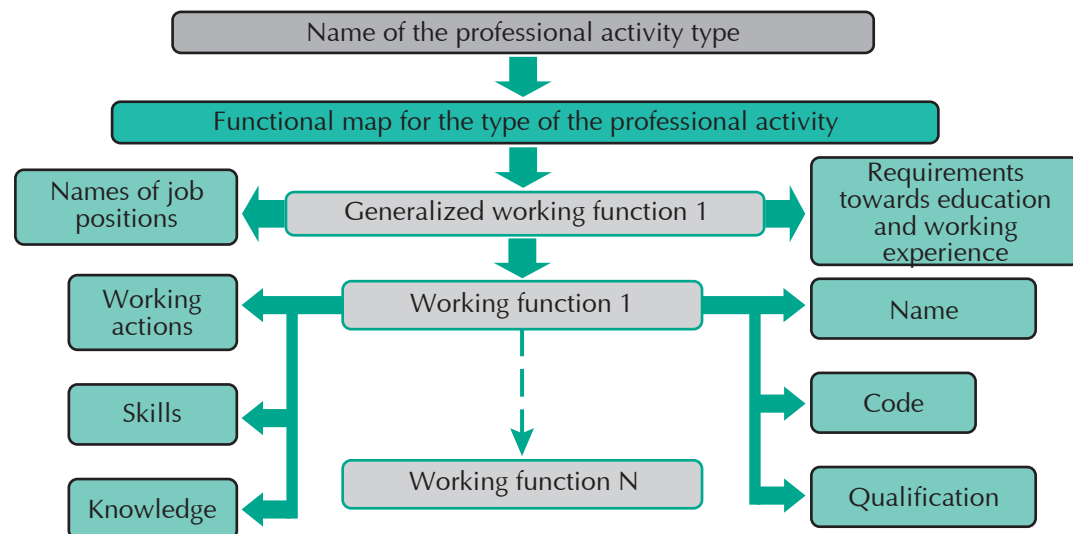 Name of the professional activity type
Functional map for the type of the professional activity
Names of job
positions
Generalized working function 1
Requirements
towards education
and working
experience
Working
actions
Working function 1
Name
Skills
Code
Working function N
Knowledge
Qualification